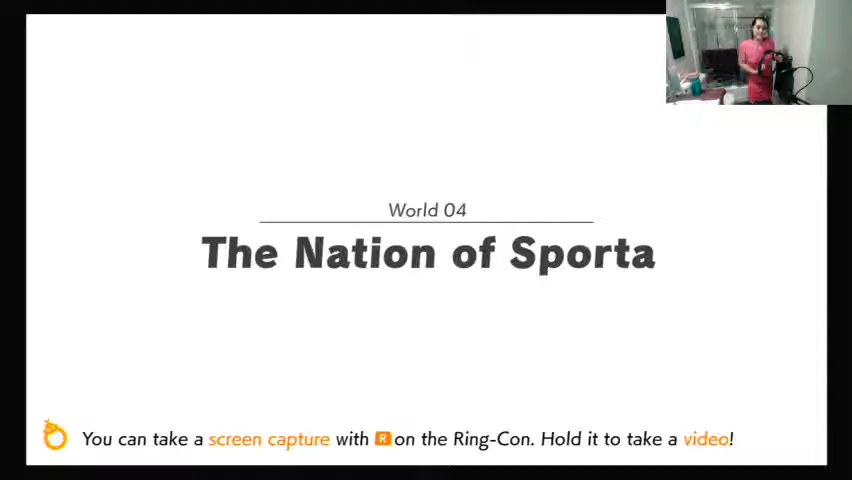 World 04
The Nation of Sporta
You can take a screen capture with R on the Ring-Con. Hold it to take a video!